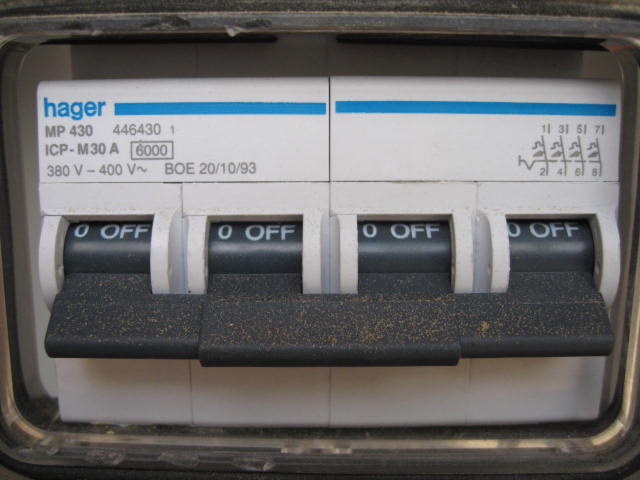 hager
MP 430 446430 1
ICP-M30 A 6000
380 V - 400 V~ BOE 20/10/93
1 3 5 7
2 4 6 8
0 OFF 0 OFF 0 OFF 0 OFF